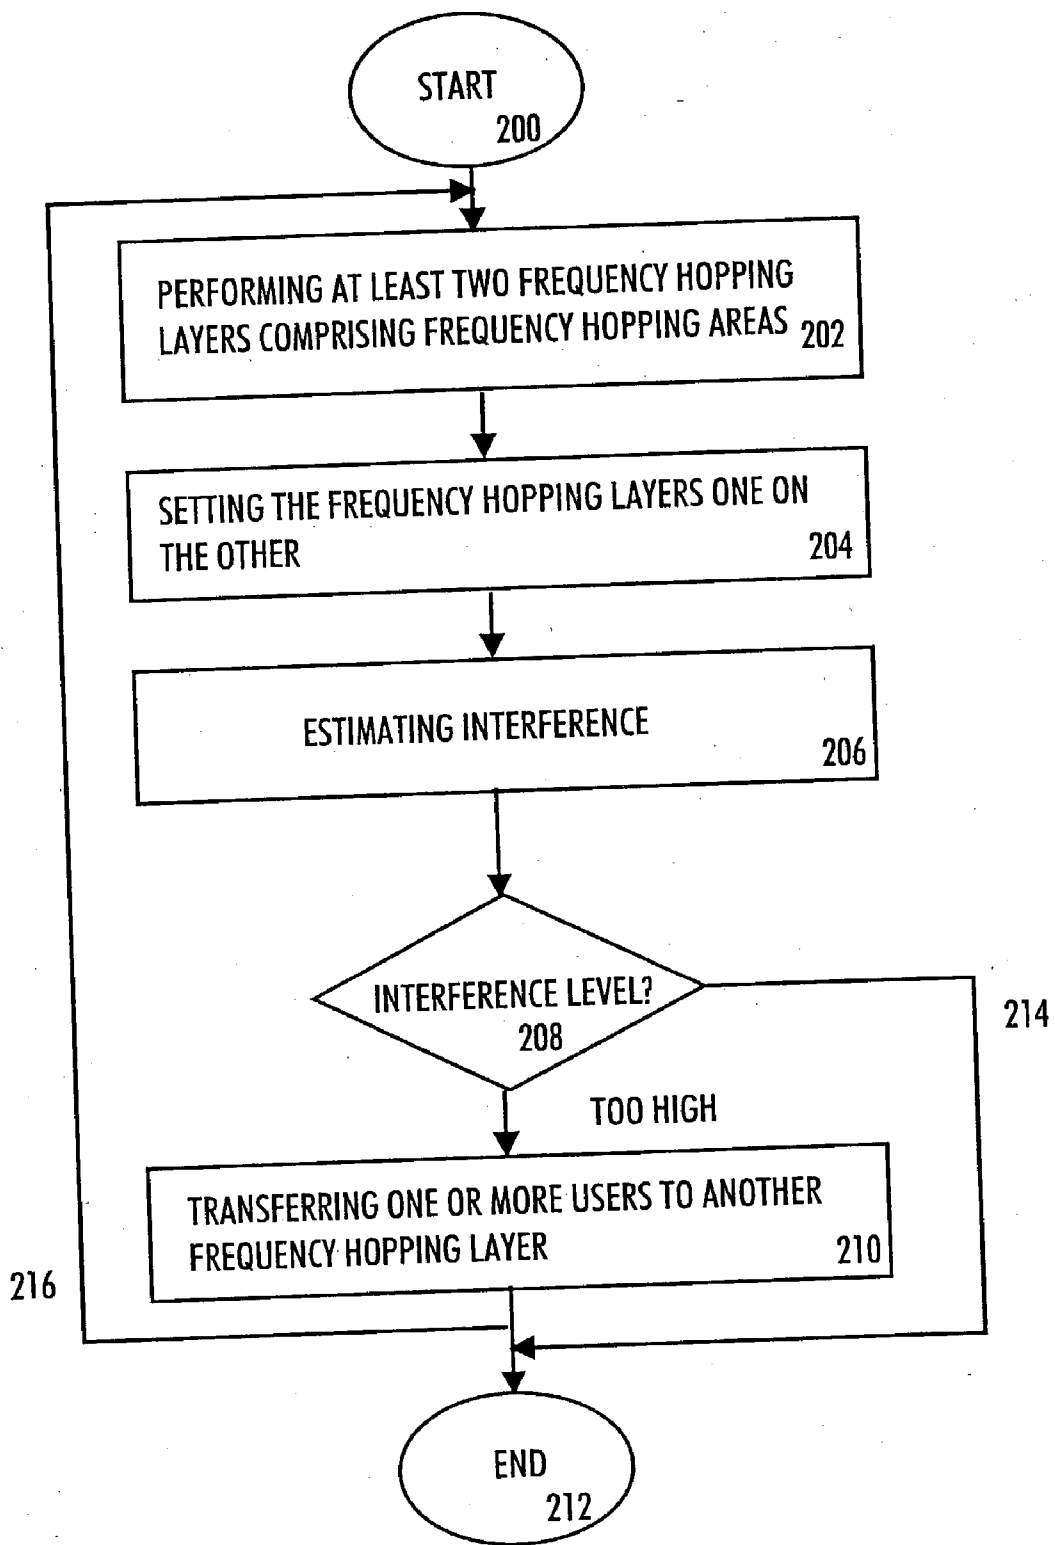 START
200
PERFORMING AT LEAST TWO FREQUENCY HOPPING
LAYERS COMPRISING FREQUENCY HOPPING AREAS 202
SETTING THE FREQUENCY HOPPING LAYERS ONE ON
THE OTHER 204
ESTIMATING INTERFERENCE
206
INTERFERENCE LEVEL?
208
214
TOO HIGH
TRANSFERRING ONE OR MORE USERS TO ANOTHER
FREQUENCY HOPPING LAYER 210
216
END
212